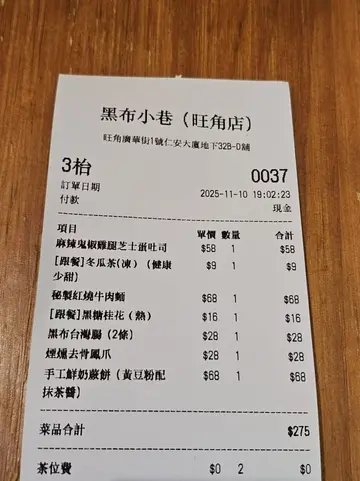 黑布小巷（旺角店）
旺角廣華街1號仁安大廈地下32B-D舖
3枱 0037
訂單日期 2025-11-10 19:02:23
付款 現金
項目 單價 數量 合計
麻辣鬼椒雞腿芝士蛋吐司 $58 1 $58
[跟餐]冬瓜茶(凍)（健康 $9 1 $9
少甜)
秘製紅燒牛肉麵 $68 1 $68
[跟餐]黑糖桂花（熱) $16 1 $16
黑布台灣腸（2條） $28 1 $28
煙燻去骨鳳爪 $28 1 $28
手工鮮奶蕨餅（黃豆粉配 $68 1 $68
抹茶醬）
菜品合計 $275
茶位費 $0 2 $0